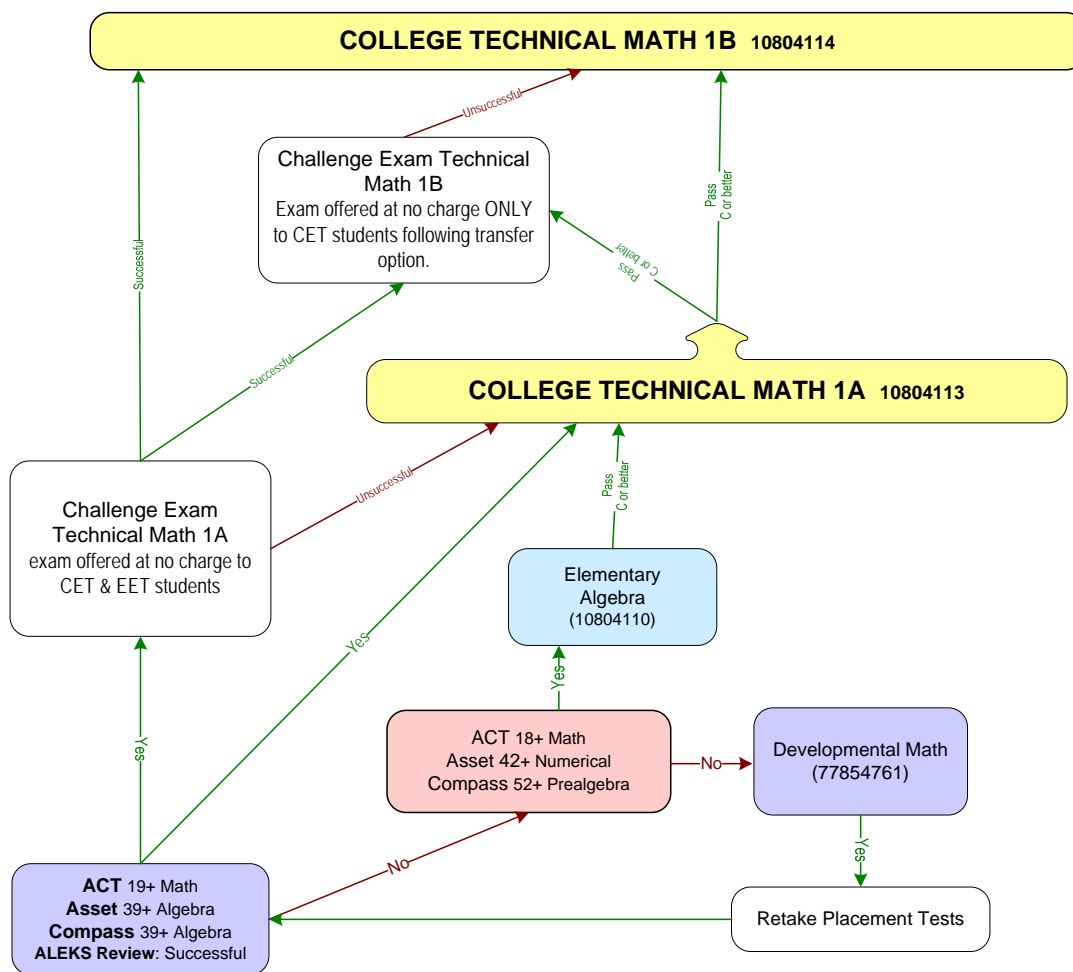 COLLEGE TECHNICAL MATH 1B 10804114
Unsuccessful
Successful
Pass
C or better
Challenge Exam Technical
Math 1B
Exam offered at no charge ONLY
to CET students following transfer
option.
Pass
C or better
Successful
COLLEGE TECHNICAL MATH 1A 10804113
Unsuccessful
Pass
C or better
Challenge Exam
Technical Math 1A
exam offered at no charge to
CET & EET students
Elementary
Algebra
(10804110)
Yes
Yes
Yes
ACT 18+ Math
Asset 42+ Numerical
Compass 52+ Prealgebra
No
Developmental Math
(77854761)
Yes
No
ACT 19+ Math
Asset 39+ Algebra
Compass 39+ Algebra
ALEKS Review: Successful
Retake Placement Tests